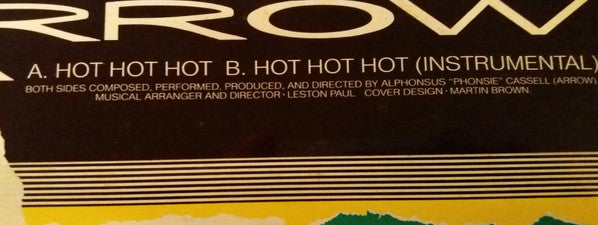 ARROW
A. HOT HOT HOT B. HOT HOT HOT (INSTRUMENTAL)
BOTH SIDES COMPOSED, PERFORMED, PRODUCED, AND DIRECTED BY ALPHONSUS "PHONSIE" CASSELL (ARROW)
MUSICAL ARRANGER AND DIRECTOR · LESTON PAUL COVER DESIGN · MARTIN BROWN.